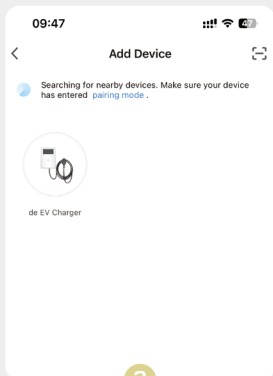 09:47
47
Add Device
Searching for nearby devices. Make sure your device
has entered pairing mode .
de EV Charger